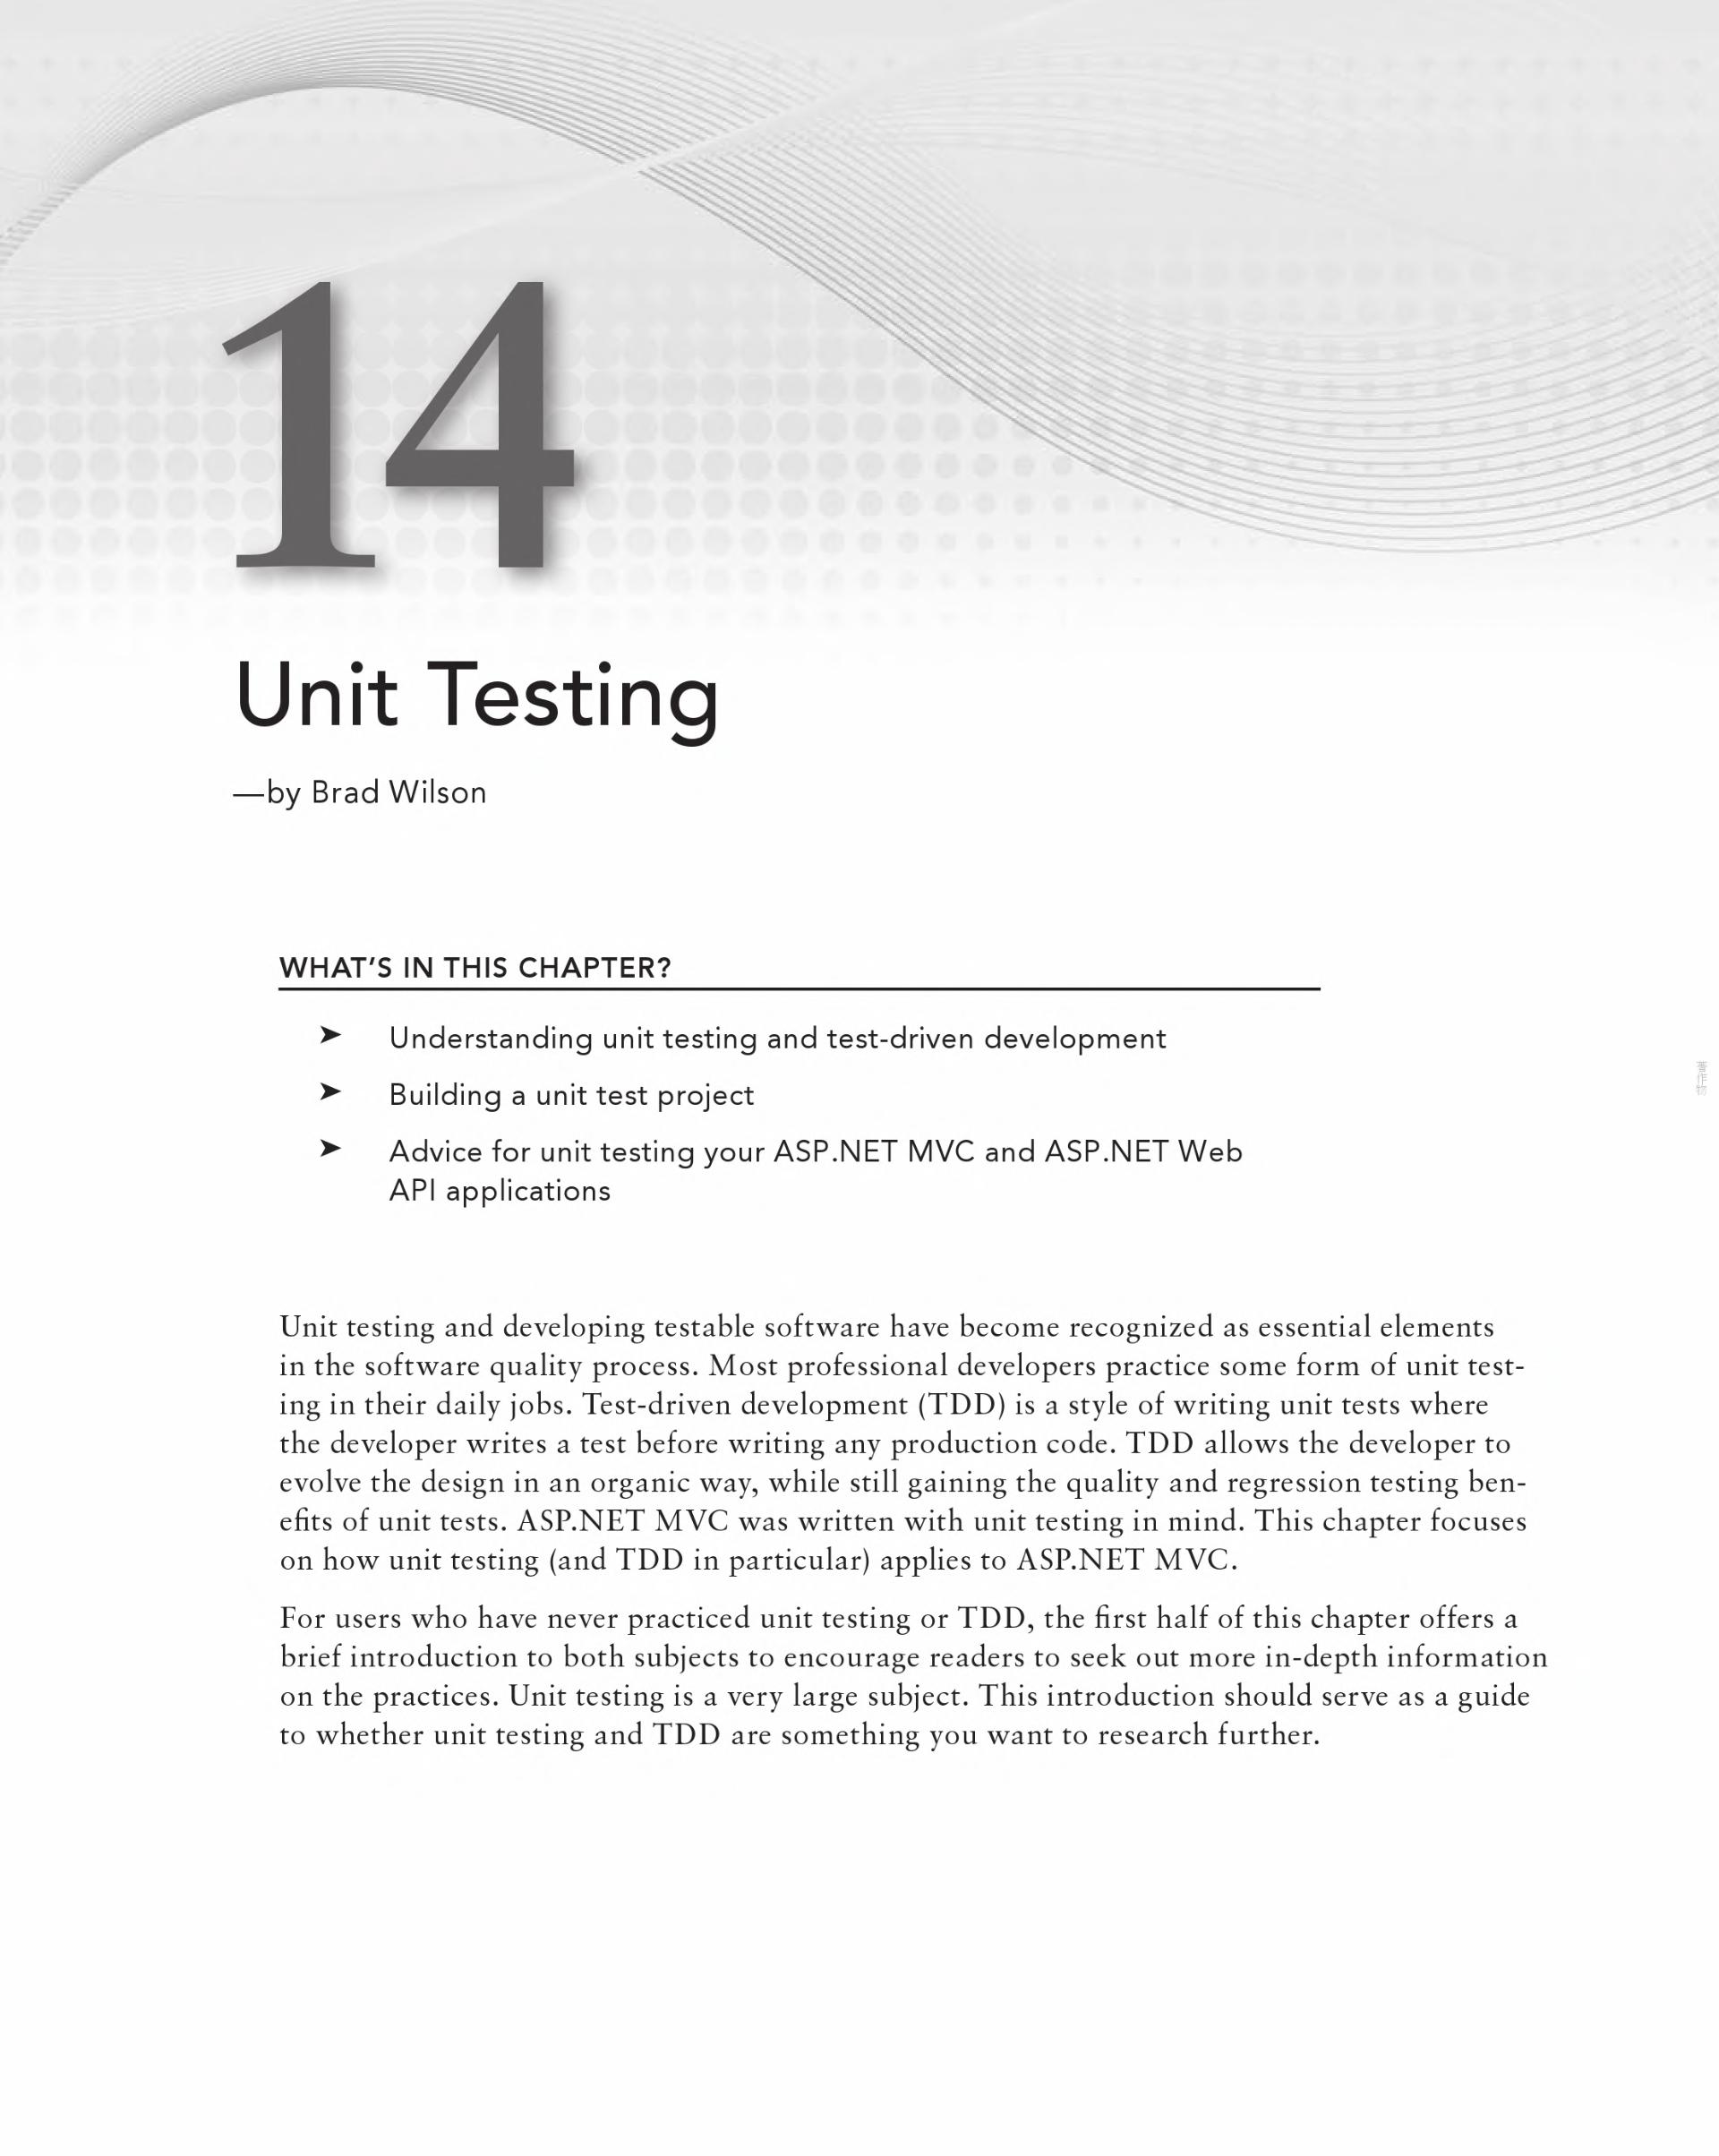 14
Unit Testing
—by Brad Wilson
WHAT'S IN THIS CHAPTER?
➤ Understanding unit testing and test-driven development
➤ Building a unit test project
➤ Advice for unit testing your ASP.NET MVC and ASP.NET Web
API applications
Unit testing and developing testable software have become recognized as essential elements
in the software quality process. Most professional developers practice some form of unit test-
ing in their daily jobs. Test-driven development (TDD) is a style of writing unit tests where
the developer writes a test before writing any production code. TDD allows the developer to
evolve the design in an organic way, while still gaining the quality and regression testing ben-
efits of unit tests. ASP.NET MVC was written with unit testing in mind. This chapter focuses
on how unit testing (and TDD in particular) applies to ASP.NET MVC.
For users who have never practiced unit testing or TDD, the first half of this chapter offers a
brief introduction to both subjects to encourage readers to seek out more in-depth information
on the practices. Unit testing is a very large subject. This introduction should serve as a guide
to whether unit testing and TDD are something you want to research further.
著作物